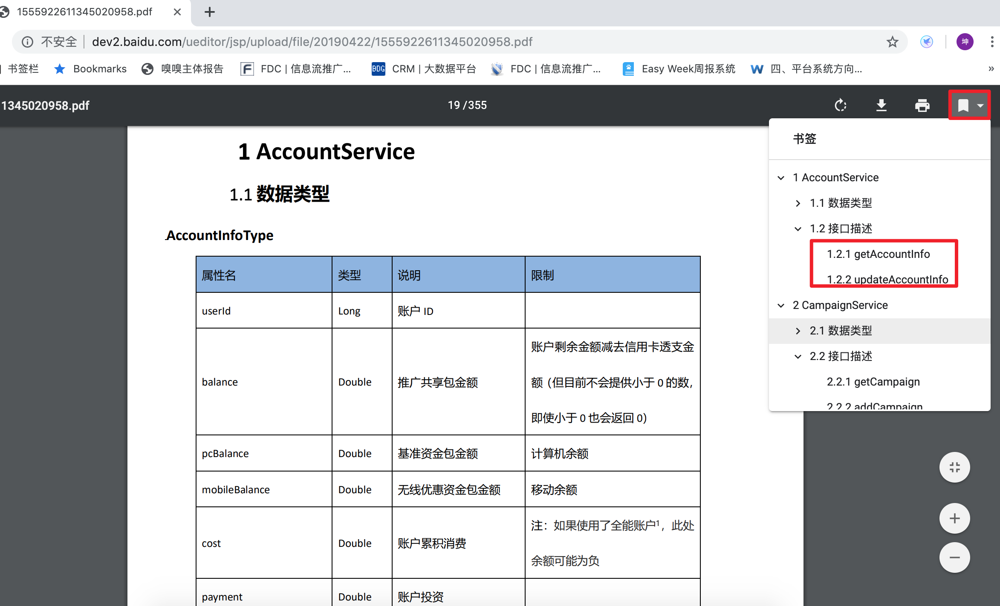 1555922611345020958.pdf
不安全 dev2.baidu.com/ueditor/jsp/upload/file/20190422/1555922611345020958.pdf 坤
书签栏 Bookmarks 嗅嗅主体报告 F FDC | 信息流推广... BDG CRM | 大数据平台 FDC | 信息流推广... Easy Week周报系统 W 四、平台系统方向... »
1345020958.pdf 19 / 355
1 AccountService
1.1 数据类型
AccountInfoType
属性名 类型 说明 限制
userId Long 账户 ID
balance Double 推广共享包金额 账户剩余金额减去信用卡透支金
额（但目前不会提供小于 0 的数，
即使小于 0 也会返回 0）
pcBalance Double 基准资金包金额 计算机余额
mobileBalance Double 无线优惠资金包金额 移动余额
cost Double 账户累积消费 注：如果使用了全能账户¹，此处
余额可能为负
payment Double 账户投资
书签
1 AccountService
1.1 数据类型
1.2 接口描述
1.2.1 getAccountInfo
1.2.2 updateAccountInfo
2 CampaignService
2.1 数据类型
2.2 接口描述
2.2.1 getCampaign
2.2.2 addCampaign